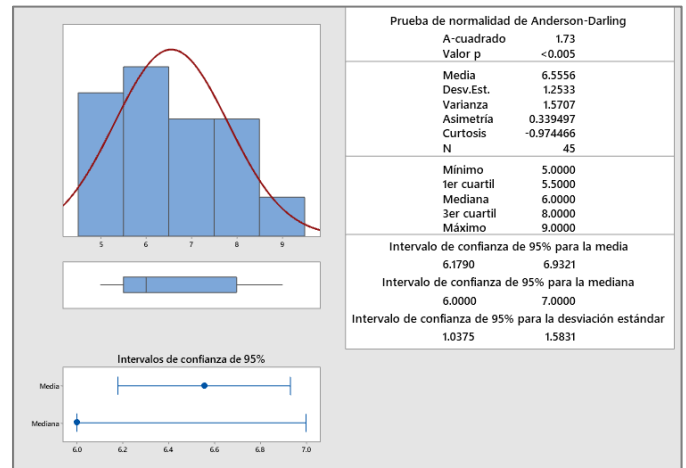 5 6 7 8 9
Intervalos de confianza de 95%
Media
Mediana
6.0 6.2 6.4 6.6 6.8 7.0
Prueba de normalidad de Anderson-Darling
A-cuadrado 1.73
Valor p <0.005
Media 6.5556
Desv.Est. 1.2533
Varianza 1.5707
Asimetría 0.339497
Curtosis -0.974466
N 45
Mínimo 5.0000
1er cuartil 5.5000
Mediana 6.0000
3er cuartil 8.0000
Máximo 9.0000
Intervalo de confianza de 95% para la media
6.1790 6.9321
Intervalo de confianza de 95% para la mediana
6.0000 7.0000
Intervalo de confianza de 95% para la desviación estándar
1.0375 1.5831